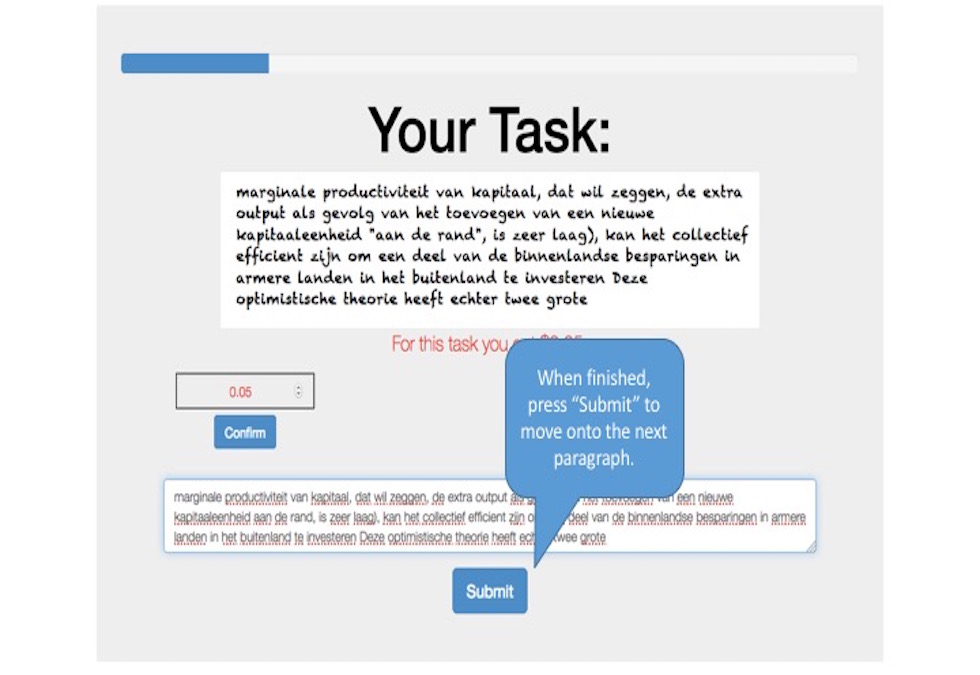 Your Task:
marginale productiviteit van kapitaal, dat wil zeggen, de extra
output als gevolg van het toevoegen van een nieuwe
kapitaaleenheid "aan de rand", is zeer laag), kan het collectief
efficient zijn om een deel van de binnenlandse besparingen in
armere landen in het buitenland te investeren Deze
optimistische theorie heeft echter twee grote
For this task you
0.05
Confirm
When finished,
press “Submit” to
move onto the next
paragraph.
marginale productiviteit van kapitaal, dat wil zeggen, de extra output een nieuwe
kapitaaleenheid aan de rand, is zeer laag), kan het collectief efficient zijn deel van de binnenlandse besparingen in armere
landen in het buitenland te investeren Deze optimistische theorie heeft twee grote
Submit